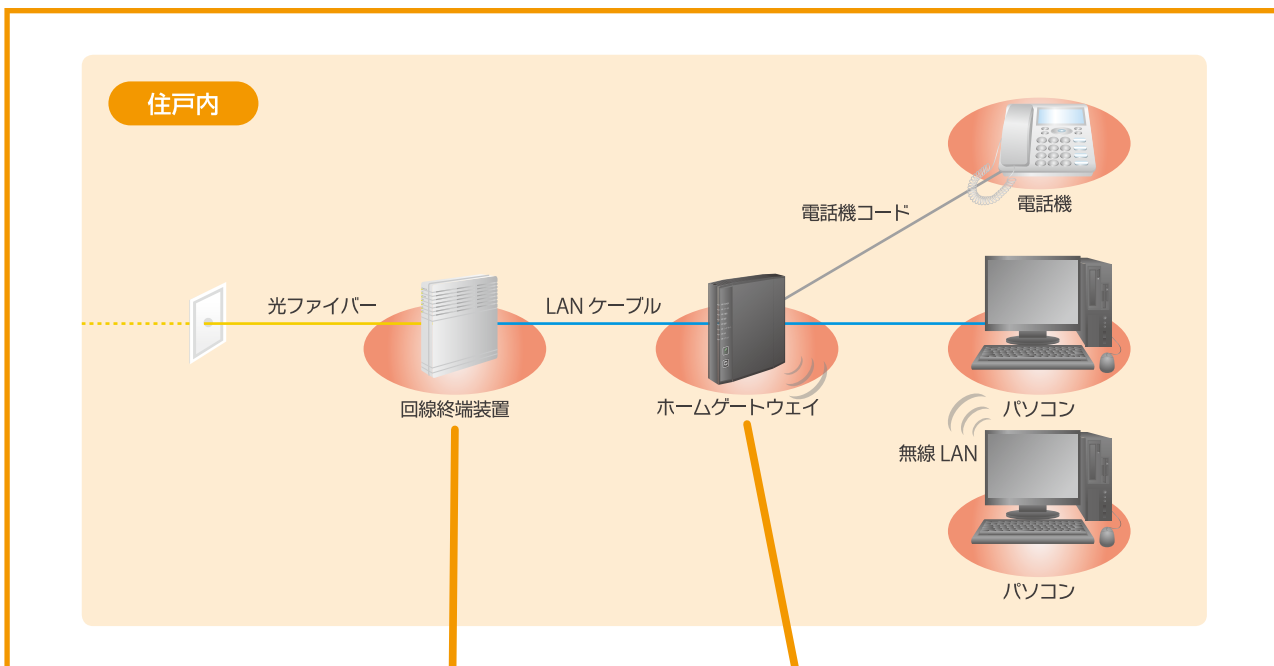 住戸内
電話機コード
電話機
光ファイバー
LAN ケーブル
回線終端装置
ホームゲートウェイ
パソコン
無線 LAN
パソコン